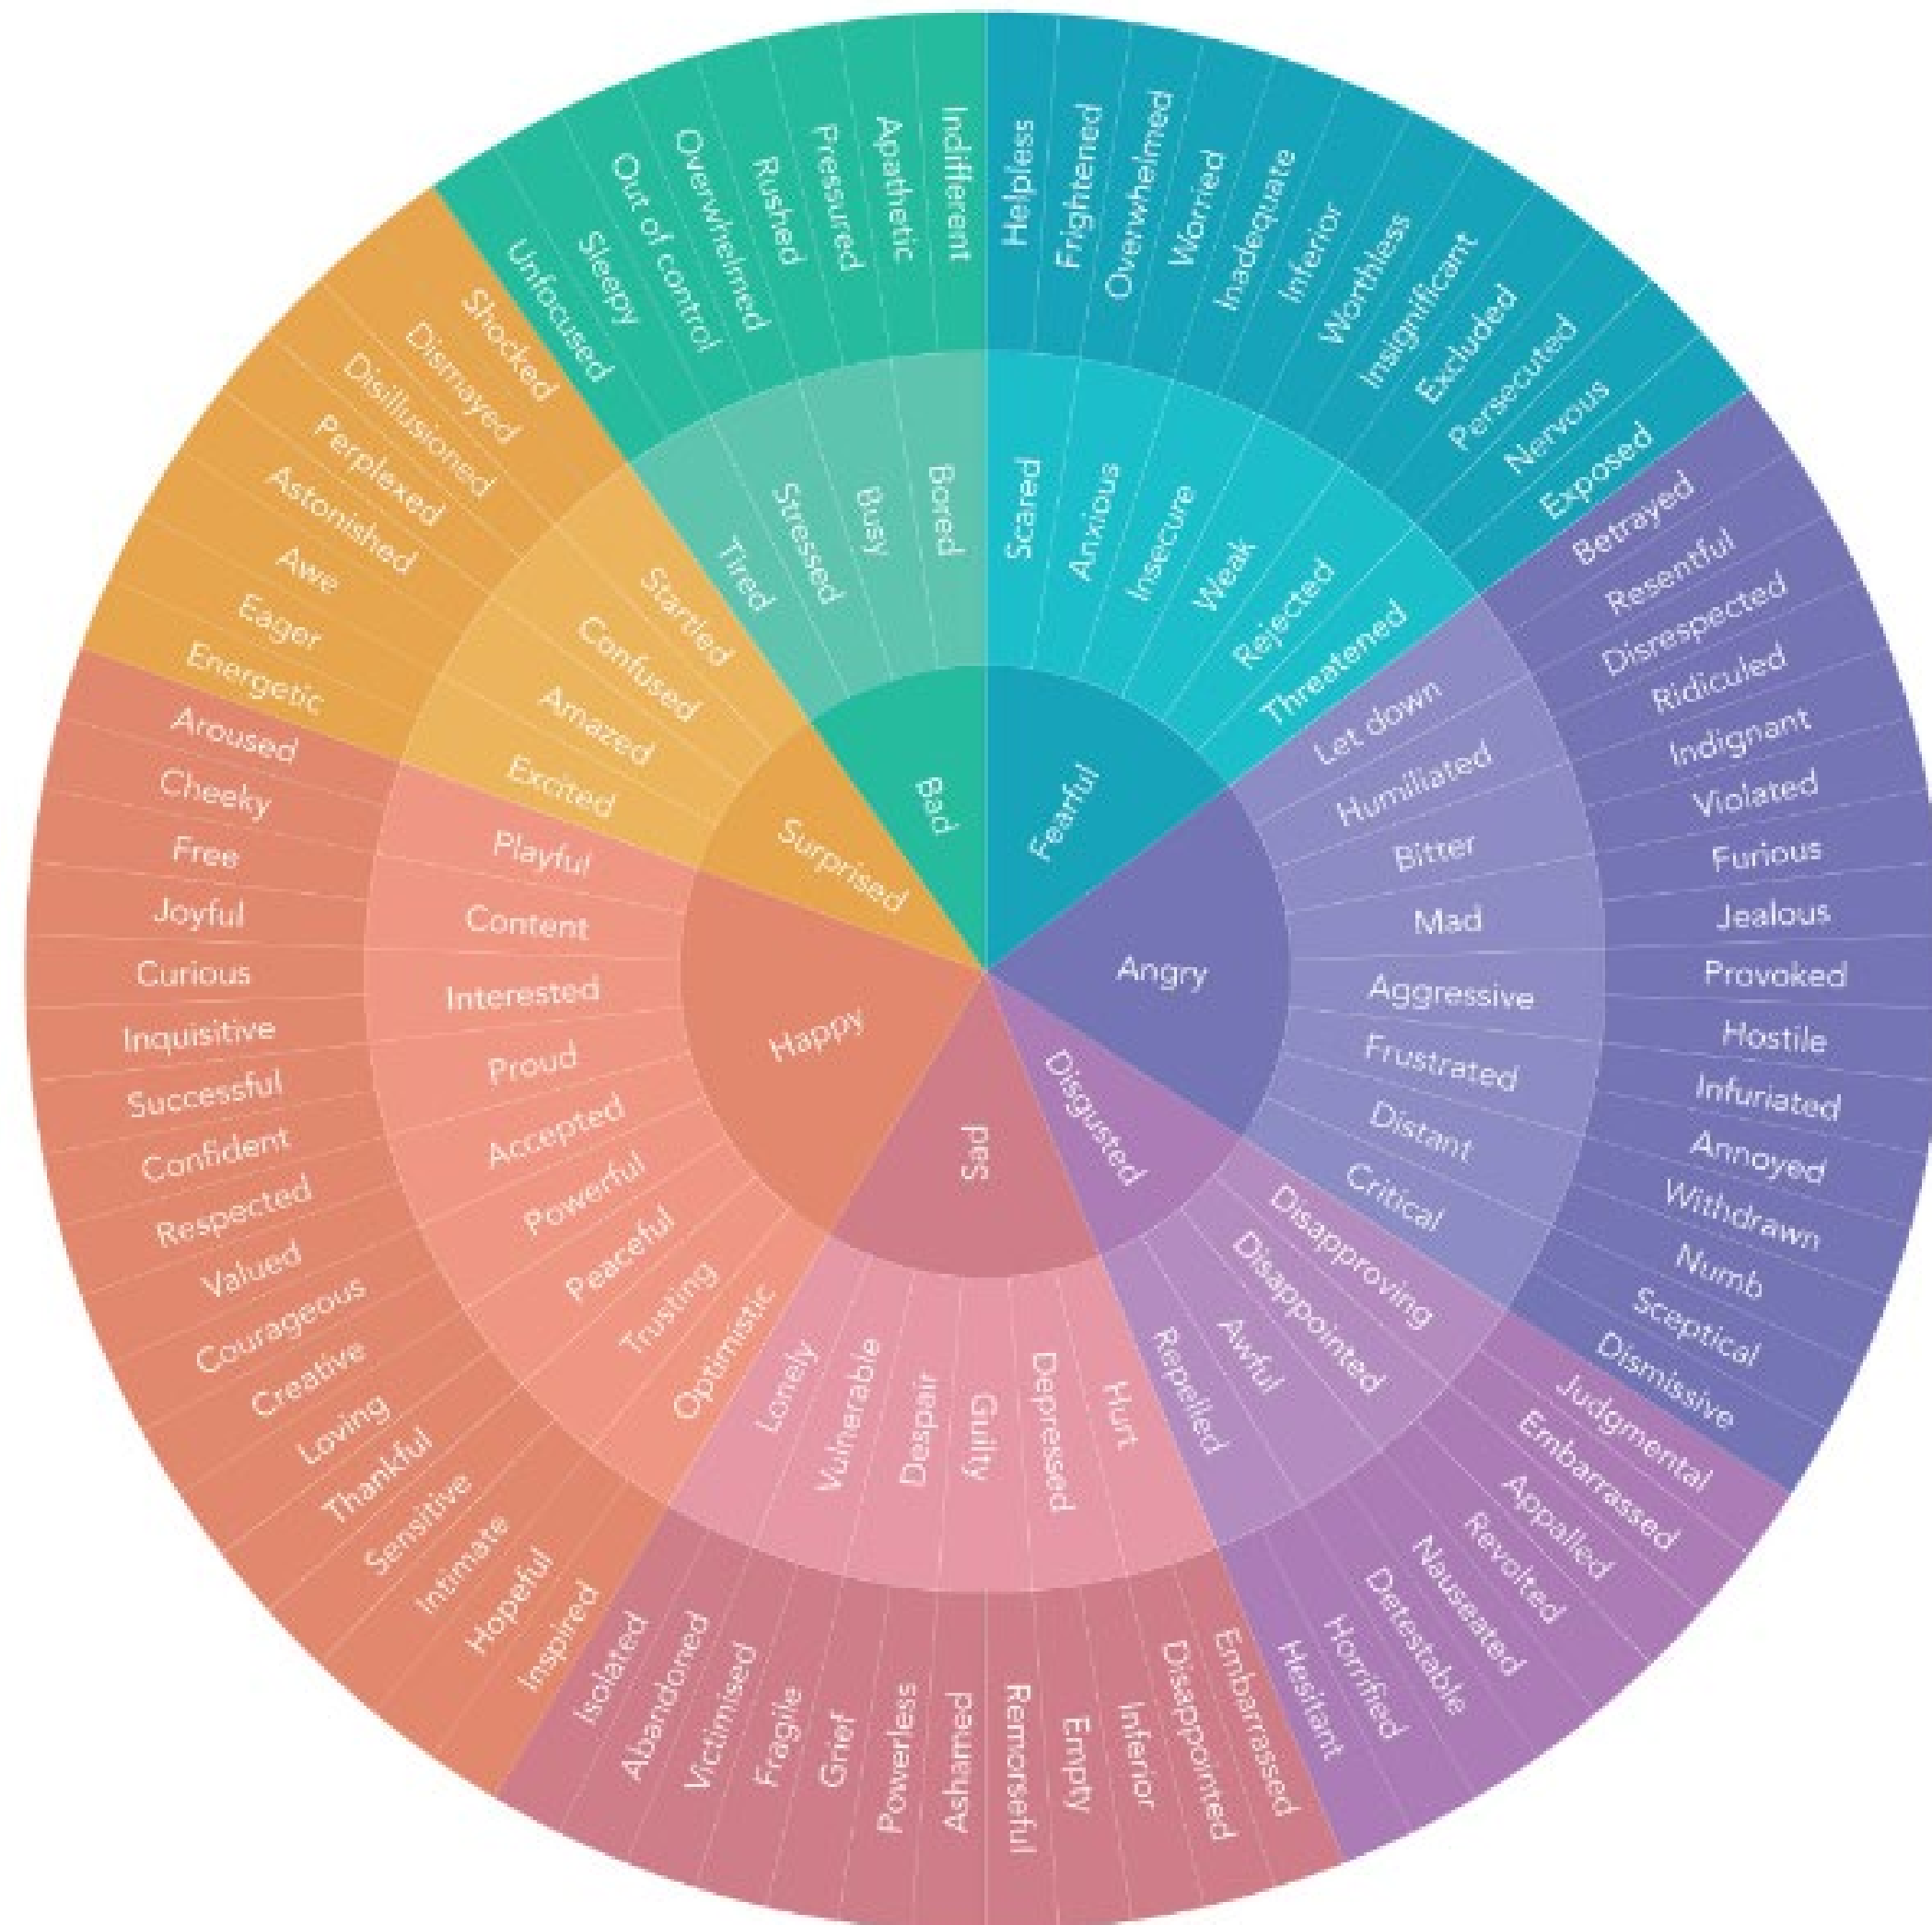 Fearful
Angry
Disgusted
Sad
Happy
Surprised
Bad
Scared
Anxious
Insecure
Weak
Rejected
Threatened
Let down
Humiliated
Bitter
Mad
Aggressive
Frustrated
Distant
Critical
Disapproving
Disappointed
Awful
Repelled
Hurt
Depressed
Guilty
Despair
Vulnerable
Lonely
Optimistic
Trusting
Peaceful
Powerful
Accepted
Proud
Interested
Content
Playful
Excited
Amazed
Confused
Startled
Tired
Stressed
Busy
Bored
Helpless
Frightened
Overwhelmed
Worried
Inadequate
Inferior
Worthless
Insignificant
Excluded
Persecuted
Nervous
Exposed
Betrayed
Resentful
Disrespected
Ridiculed
Indignant
Violated
Furious
Jealous
Provoked
Hostile
Infuriated
Annoyed
Withdrawn
Numb
Sceptical
Dismissive
Judgmental
Embarrassed
Appalled
Revolted
Nauseated
Detestable
Horrified
Hesitant
Embarrassed
Disappointed
Inferior
Empty
Remorseful
Ashamed
Powerless
Grief
Fragile
Victimised
Abandoned
Isolated
Inspired
Hopeful
Intimate
Sensitive
Thankful
Loving
Creative
Courageous
Valued
Respected
Confident
Successful
Inquisitive
Curious
Joyful
Free
Cheeky
Aroused
Energetic
Eager
Awe
Astonished
Perplexed
Disillusioned
Dismayed
Shocked
Unfocused
Sleepy
Out of control
Overwhelmed
Rushed
Pressured
Apathetic
Indifferent